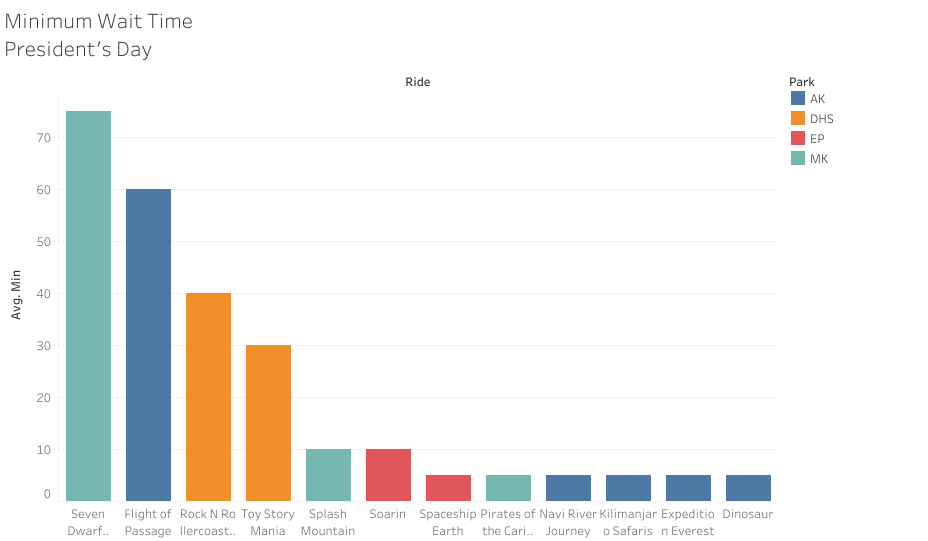 Minimum Wait Time
President's Day
Ride
Park
AK
DHS
EP
MK
Avg. Min
70
60
50
40
30
20
10
0
Seven
Dwarf..
Flight of
Passage
Rock N Ro
llercoast..
Toy Story
Mania
Splash
Mountain
Soarin
Spaceship
Earth
Pirates of
the Cari..
Navi River
Journey
Kilimanjar
o Safaris
Expeditio
n Everest
Dinosaur